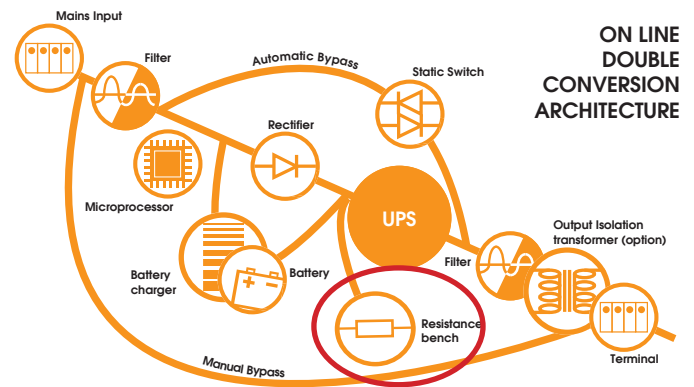 Mains Input
ON LINE
DOUBLE
CONVERSION
ARCHITECTURE
Filter
Automatic Bypass
Static Switch
Rectifier
Microprocessor
UPS
Output Isolation
transformer (option)
Filter
Battery
charger
Battery
Resistance
bench
Terminal
Manual Bypass